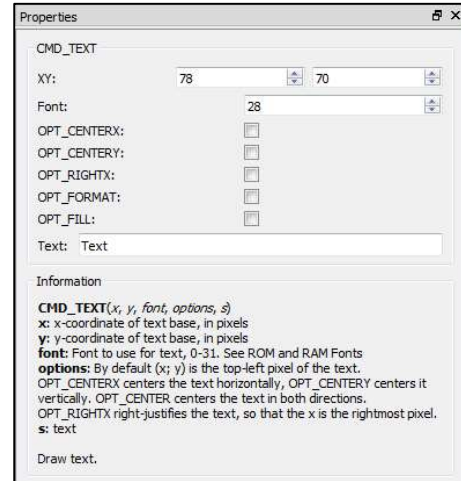 Properties
CMD_TEXT
XY: 78 70
Font: 28
OPT_CENTERX:
OPT_CENTERY:
OPT_RIGHTX:
OPT_FORMAT:
OPT_FILL:
Text: Text
Information
CMD_TEXT(x, y, font, options, s)
x: x-coordinate of text base, in pixels
y: y-coordinate of text base, in pixels
font: Font to use for text, 0-31. See ROM and RAM Fonts
options: By default (x; y) is the top-left pixel of the text.
OPT_CENTERX centers the text horizontally, OPT_CENTERY centers it
vertically. OPT_CENTER centers the text in both directions.
OPT_RIGHTX right-justifies the text, so that the x is the rightmost pixel.
s: text
Draw text.